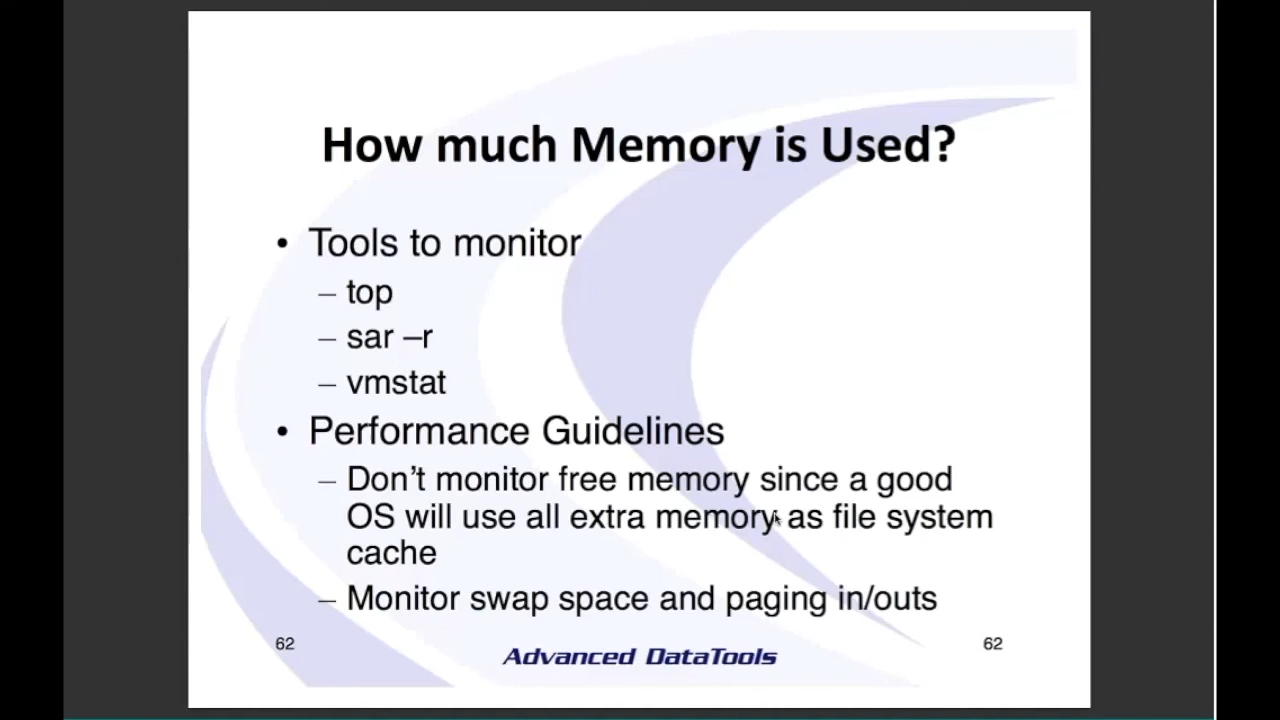 How much Memory is Used?
• Tools to monitor
– top
– sar –r
– vmstat
• Performance Guidelines
– Don’t monitor free memory since a good
OS will use all extra memory as file system
cache
– Monitor swap space and paging in/outs
62
Advanced DataTools
62